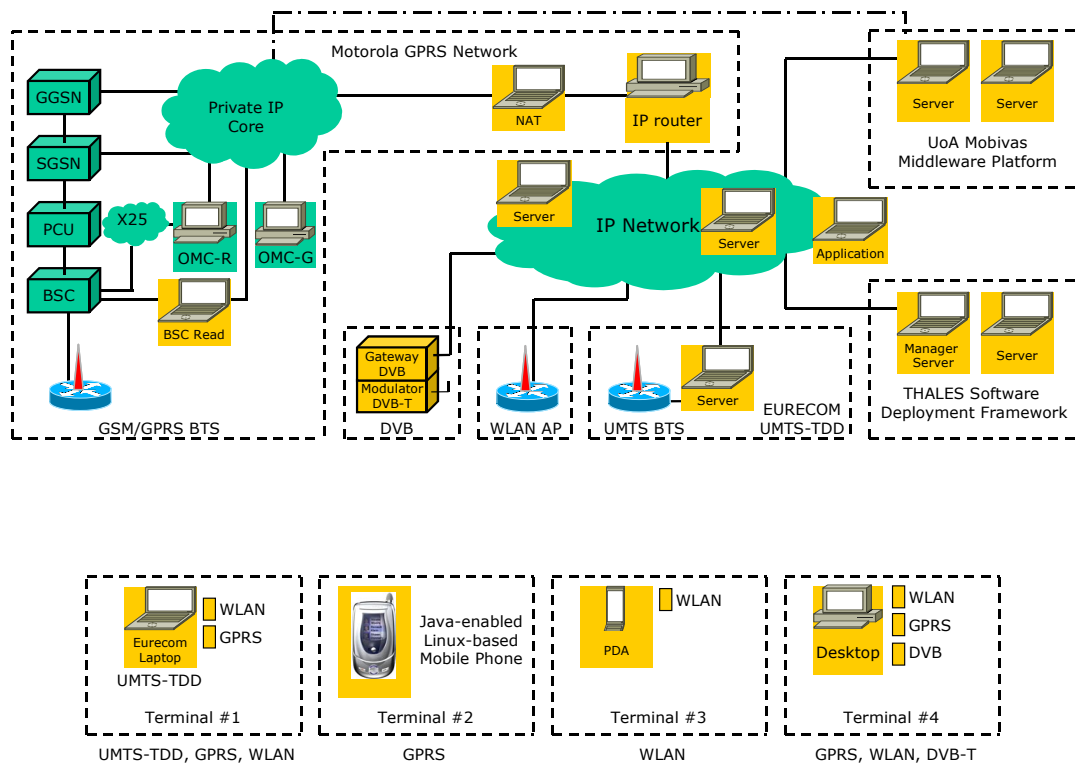 Motorola GPRS Network
GGSN
Private IP
Core
NAT
IP router
Server
Server
UoA Mobivas
Middleware Platform
SGSN
PCU
X25
OMC-R
OMC-G
BSC
BSC Read
GSM/GPRS BTS
Server
IP Network
Server
Application
Gateway
DVB
Modulator
DVB-T
DVB
WLAN AP
UMTS BTS
Server
EURECOM
UMTS-TDD
Manager
Server
Server
THALES Software
Deployment Framework
Eurecom
Laptop
WLAN
GPRS
UMTS-TDD
Terminal #1
UMTS-TDD, GPRS, WLAN
Java-enabled
Linux-based
Mobile Phone
Terminal #2
GPRS
PDA
WLAN
Terminal #3
WLAN
Desktop
WLAN
GPRS
DVB
Terminal #4
GPRS, WLAN, DVB-T